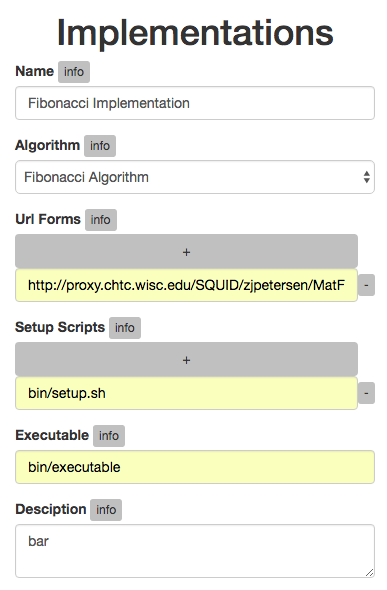 Implementations
Name info
Fibonacci Implementation
Algorithm info
Fibonacci Algorithm
Url Forms info
+
http://proxy.chtc.wisc.edu/SQUID/zjpetersen/MatF -
Setup Scripts info
+
bin/setup.sh -
Executable info
bin/executable
Desciption info
bar